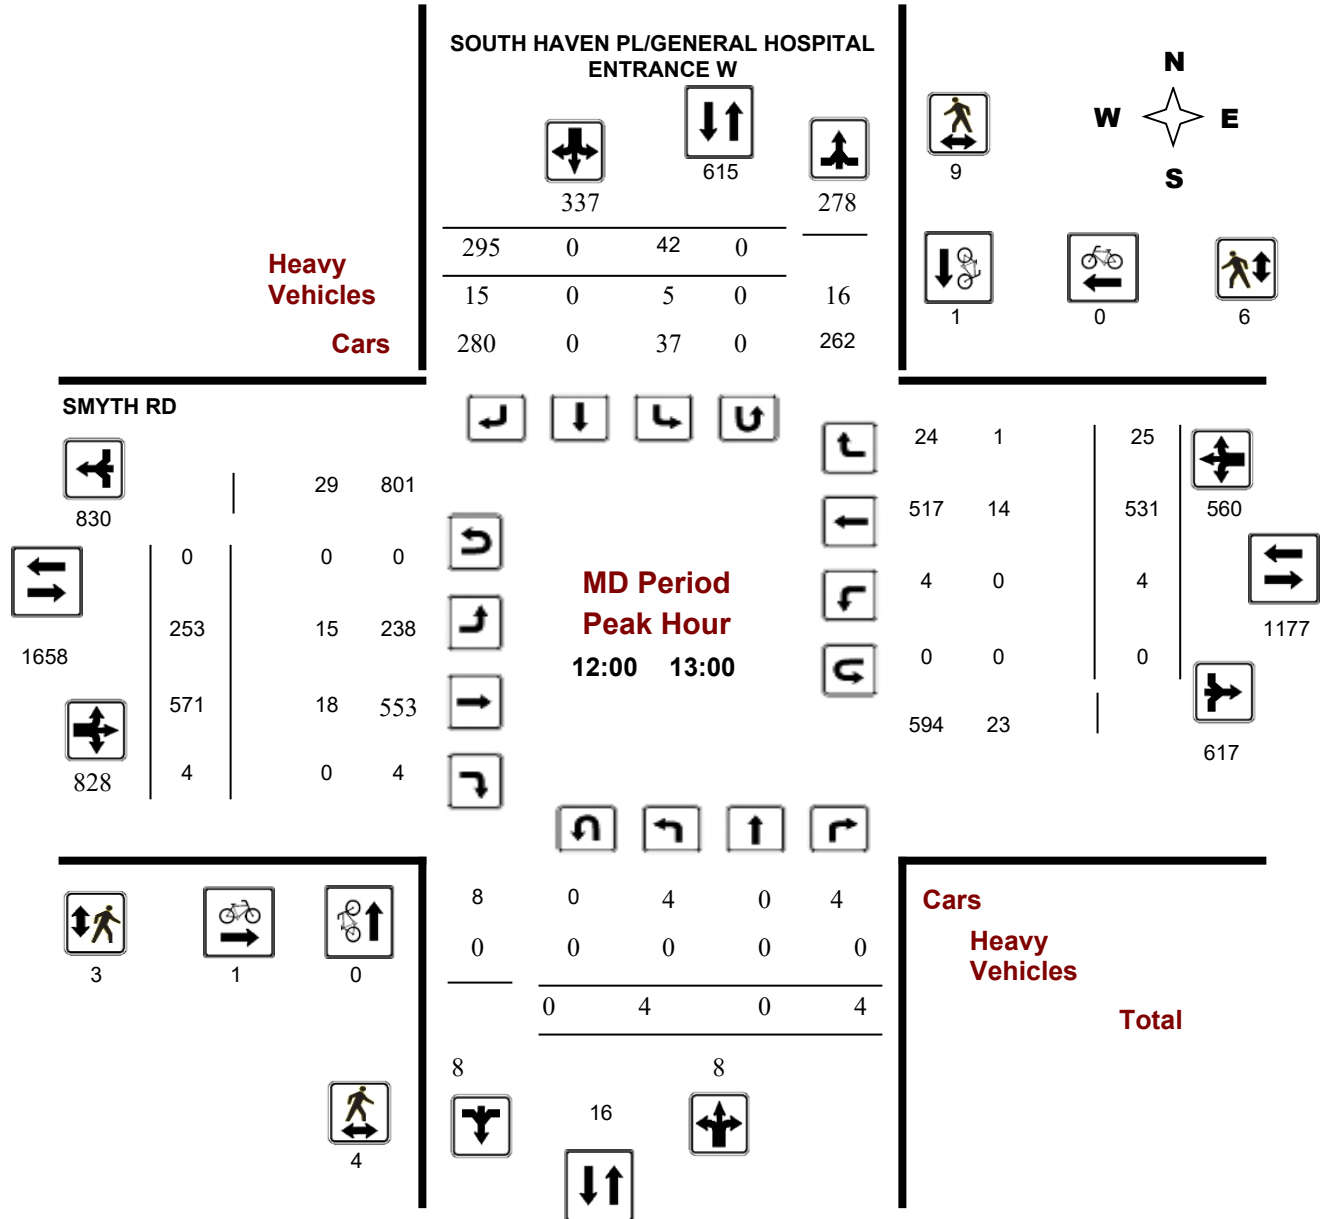 SOUTH HAVEN PL/GENERAL HOSPITAL
ENTRANCE W
N
W E
S
615
9
337 278
295 0 42 0
Heavy
Vehicles
15 0 5 0 16
1 0 6
Cars
280 0 37 0 262
SMYTH RD
24 1 25
29 801
830
517 14 531 560
0 0 0
MD Period
Peak Hour
12:00 13:00
4 0 4
253 15 238
1177
1658
0 0 0
571 18 553
594 23
617
828
4 0 4
8 0 4 0 4
Cars
0 0 0 0 0
Heavy
Vehicles
3 1 0
0 4 0 4
Total
8 8
16
4